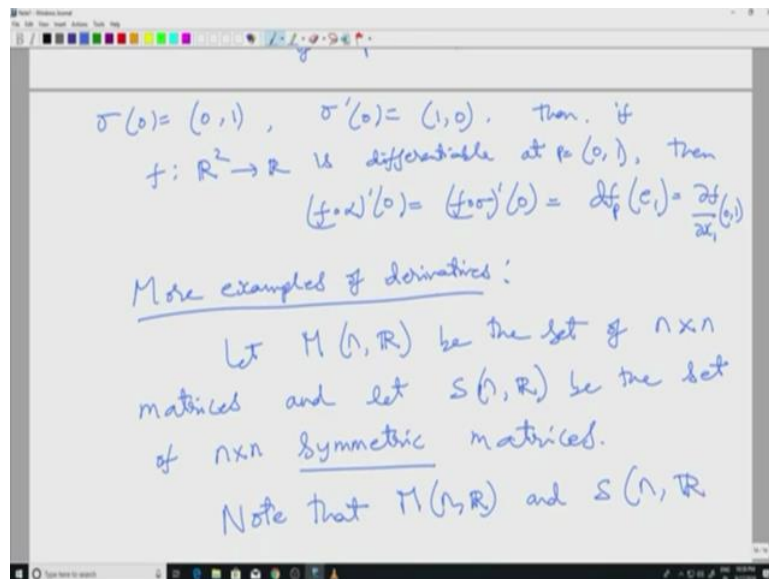 σ(0) = (0,1), σ'(0) = (1,0). Then, if
f: ℝ² → ℝ is differentiable at p = (0,1), then
(f∘α)'(0) = (f∘σ)'(0) = df_p(e₁) = ∂f/∂x₁ (0,1)
More examples of derivatives:
Let M(n, ℝ) be the set of n×n
matrices and let S(n, ℝ) be the set
of n×n symmetric matrices.
Note that M(n, ℝ) and S(n, ℝ